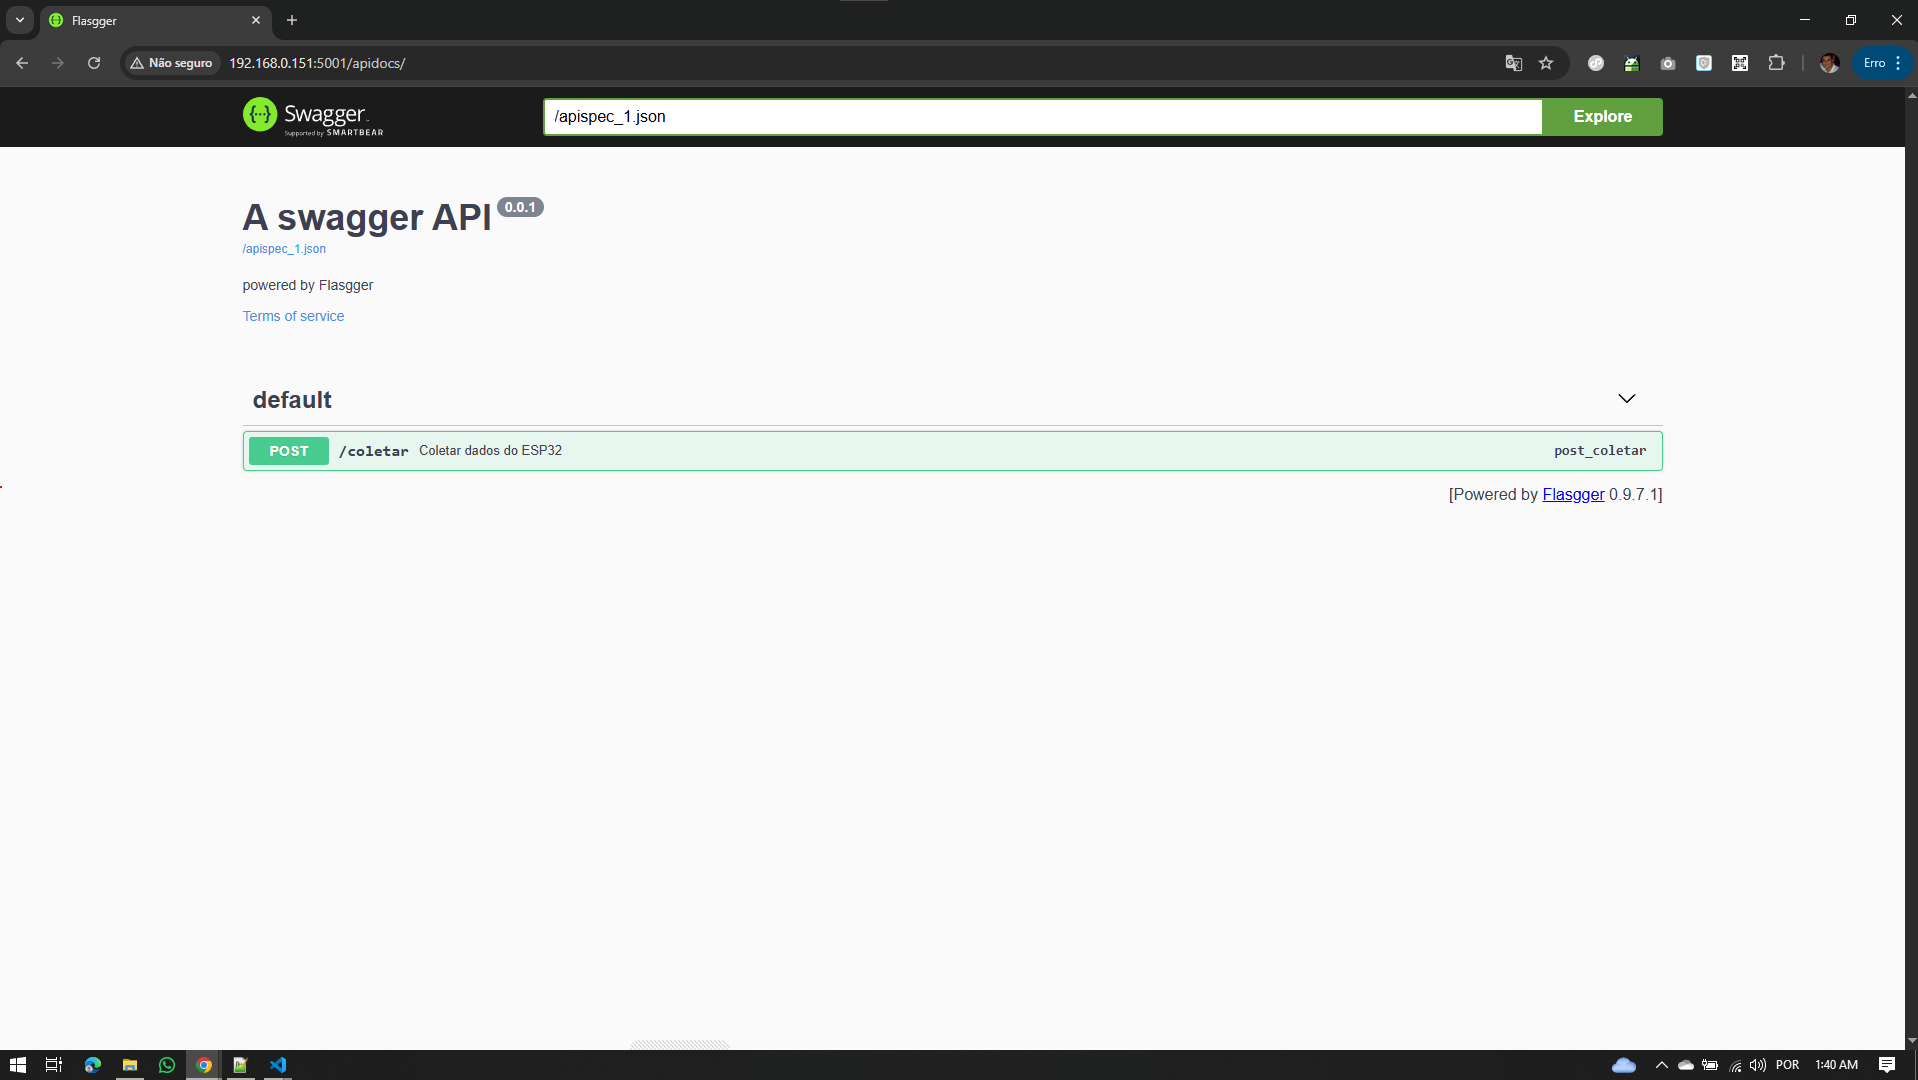 Flasgger
Não seguro
192.168.0.151:5001/apidocs/
Erro
Swagger
Supported by SMARTBEAR
/apispec_1.json
Explore
A swagger API 0.0.1
/apispec_1.json
powered by Flasgger
Terms of service
default
POST /coletar Coletar dados do ESP32 post_coletar
[Powered by Flasgger 0.9.7.1]
POR
1:40 AM